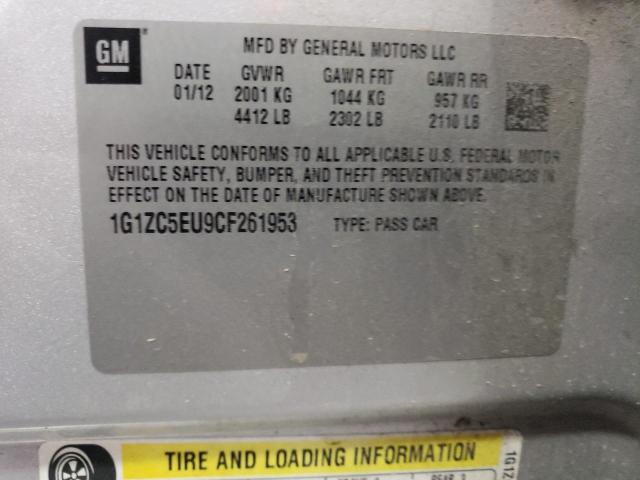 GM
MFD BY GENERAL MOTORS LLC
DATE GVWR GAWR FRT GAWR RR
01/12 2001 KG 1044 KG 957 KG
4412 LB 2302 LB 2110 LB
THIS VEHICLE CONFORMS TO ALL APPLICABLE U.S. FEDERAL MOTOR
VEHICLE SAFETY, BUMPER, AND THEFT PREVENTION STANDARDS IN
EFFECT ON THE DATE OF MANUFACTURE SHOWN ABOVE.
1G1ZC5EU9CF261953 TYPE: PASS CAR
TIRE AND LOADING INFORMATION
1G1Z